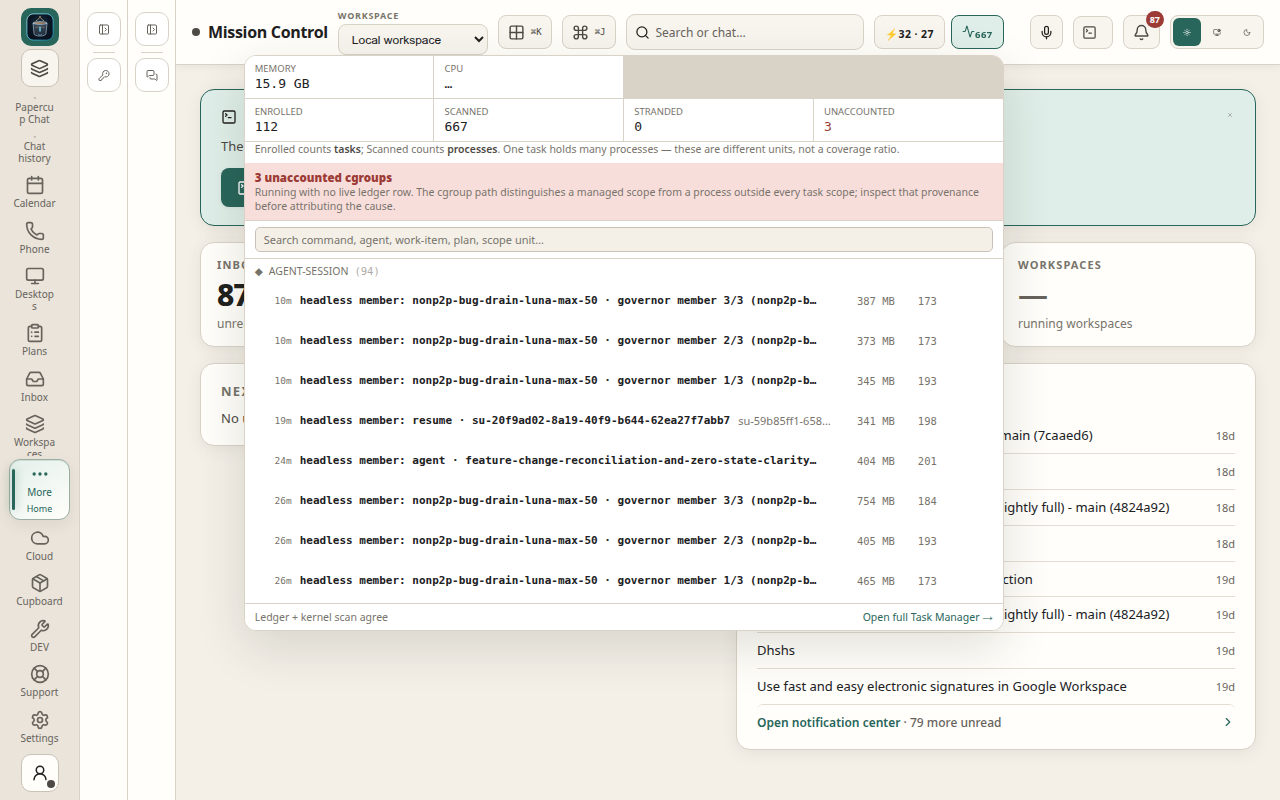 Papercu
p Chat
Chat
history
Calendar
Phone
Desktop
s
Plans
Inbox
Workspa
ces
More
Home
Cloud
Cupboard
DEV
Support
Settings
Mission Control
WORKSPACE
Local workspace
⌘K
⌘J
Search or chat...
⚡32 · 27
667
87
MEMORY
15.9 GB
CPU
…
ENROLLED
112
SCANNED
667
STRANDED
0
UNACCOUNTED
3
Enrolled counts tasks; Scanned counts processes. One task holds many processes — these are different units, not a coverage ratio.
3 unaccounted cgroups
Running with no live ledger row. The cgroup path distinguishes a managed scope from a process outside every task scope; inspect that provenance
before attributing the cause.
Search command, agent, work-item, plan, scope unit...
◆ AGENT-SESSION (94)
10m headless member: nonp2p-bug-drain-luna-max-50 · governor member 3/3 (nonp2p-b… 387 MB 173
10m headless member: nonp2p-bug-drain-luna-max-50 · governor member 2/3 (nonp2p-b… 373 MB 173
10m headless member: nonp2p-bug-drain-luna-max-50 · governor member 1/3 (nonp2p-b… 345 MB 193
19m headless member: resume · su-20f9ad02-8a19-40f9-b644-62ea27f7abb7 su-59b85ff1-658... 341 MB 198
24m headless member: agent · feature-change-reconciliation-and-zero-state-clarity… 404 MB 201
26m headless member: nonp2p-bug-drain-luna-max-50 · governor member 3/3 (nonp2p-b… 754 MB 184
26m headless member: nonp2p-bug-drain-luna-max-50 · governor member 2/3 (nonp2p-b… 405 MB 193
26m headless member: nonp2p-bug-drain-luna-max-50 · governor member 1/3 (nonp2p-b… 465 MB 173
Ledger + kernel scan agree
Open full Task Manager →
The
INBO
87
unre
WORKSPACES
—
running workspaces
NEX
No u
main (7caaed6) 18d
18d
ightly full) - main (4824a92) 18d
18d
ction 19d
ightly full) - main (4824a92) 19d
Dhshs 19d
Use fast and easy electronic signatures in Google Workspace 19d
Open notification center · 79 more unread